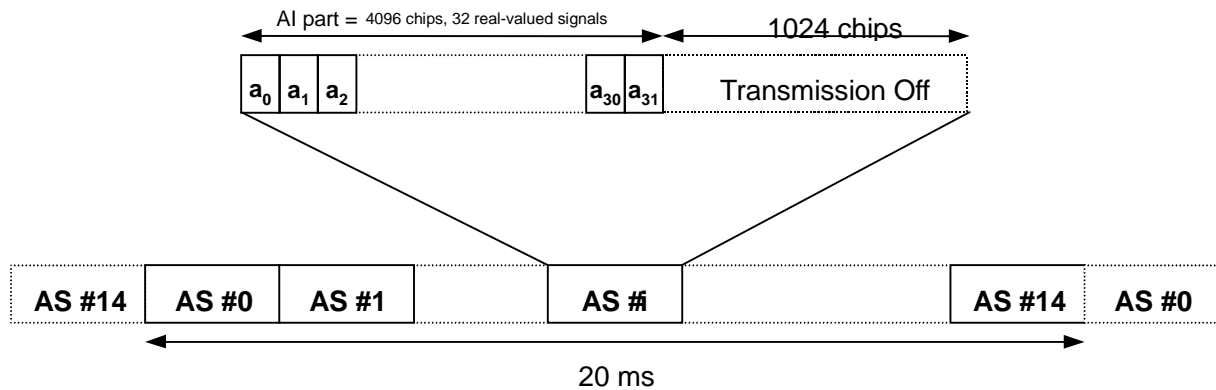 AI part = 4096 chips, 32 real-valued signals
1024 chips
a0 a1 a2 a30 a31 Transmission Off
AS #14 AS #0 AS #1 AS #i AS #14 AS #0
20 ms